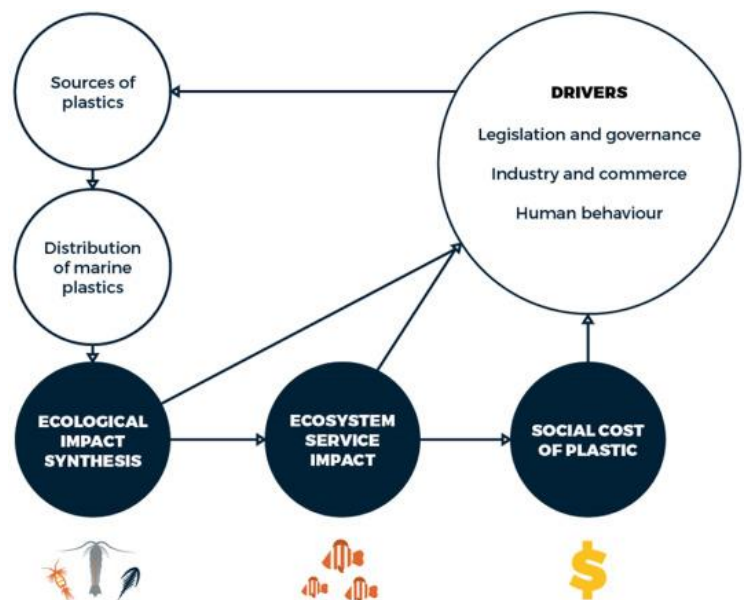 Sources of
plastics
DRIVERS
Legislation and governance
Industry and commerce
Human behaviour
Distribution
of marine
plastics
ECOLOGICAL
IMPACT
SYNTHESIS
ECOSYSTEM
SERVICE
IMPACT
SOCIAL COST
OF PLASTIC
$